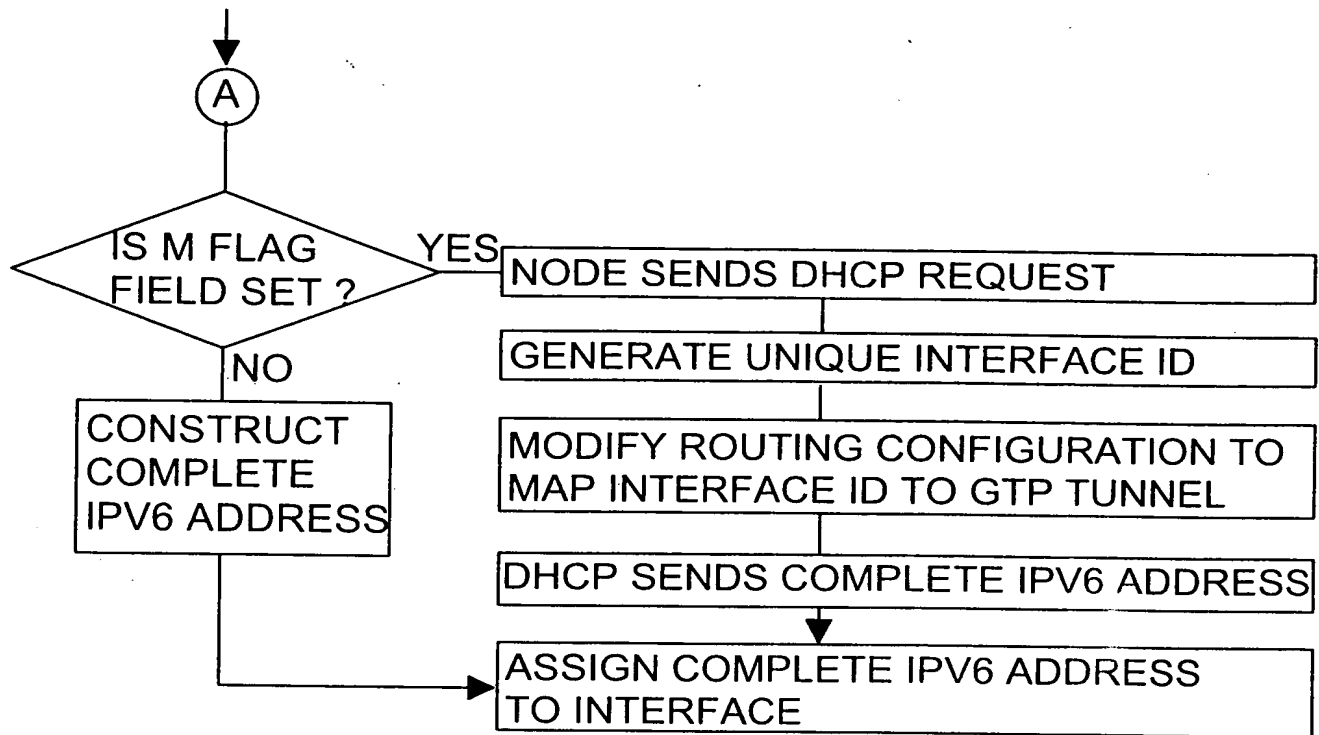 A
IS M FLAG
FIELD SET ?
YES
NO
NODE SENDS DHCP REQUEST
GENERATE UNIQUE INTERFACE ID
MODIFY ROUTING CONFIGURATION TO
MAP INTERFACE ID TO GTP TUNNEL
DHCP SENDS COMPLETE IPV6 ADDRESS
CONSTRUCT
COMPLETE
IPV6 ADDRESS
ASSIGN COMPLETE IPV6 ADDRESS
TO INTERFACE